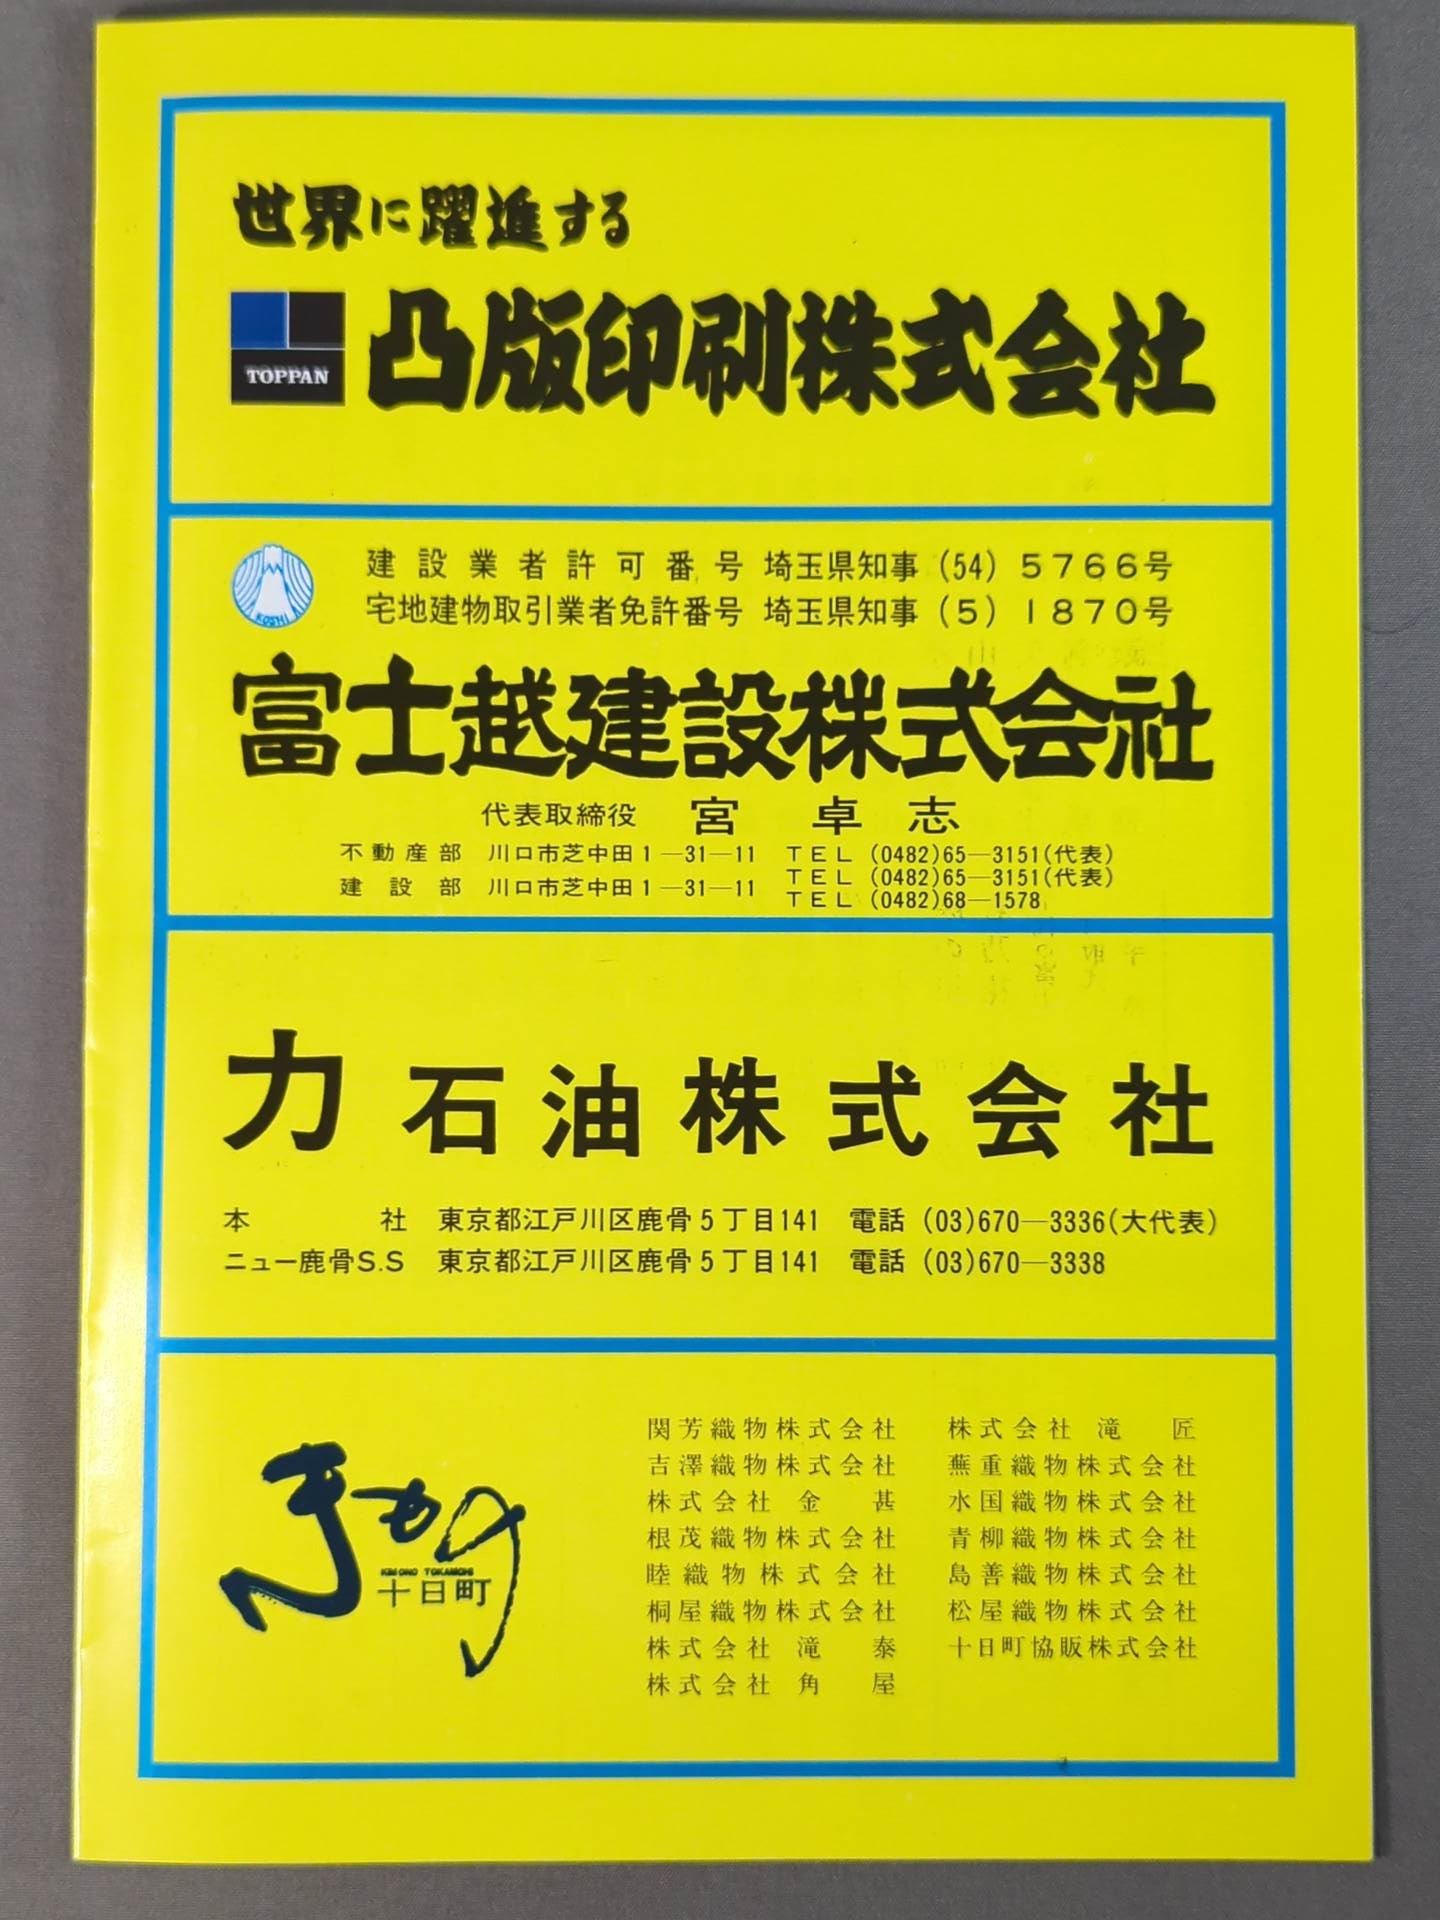 世界に躍進する
TOPPAN
凸版印刷株式会社
建設業者許可番号 埼玉県知事(54)5766号
宅地建物取引業者免許番号 埼玉県知事(5)1870号
KOSHI
富士越建設株式会社
代表取締役 宮卓志
不動産部 川口市芝中田1―31―11 TEL(0482)65―3151(代表)
TEL(0482)65―3151(代表)
建設部 川口市芝中田1―31―11
TEL(0482)68―1578
力石油株式会社
本社 東京都江戸川区鹿骨5丁目141 電話(03)670―3336(大代表)
ニュー鹿骨S.S 東京都江戸川区鹿骨5丁目141 電話(03)670―3338
きもの
KIMONO TOKAMACHI
十日町
関芳織物株式会社 株式会社滝匠
吉澤織物株式会社 蕪重織物株式会社
株式会社金甚 水国織物株式会社
根茂織物株式会社 青柳織物株式会社
睦織物株式会社 島善織物株式会社
桐屋織物株式会社 松屋織物株式会社
株式会社滝泰 十日町協販株式会社
株式会社角屋